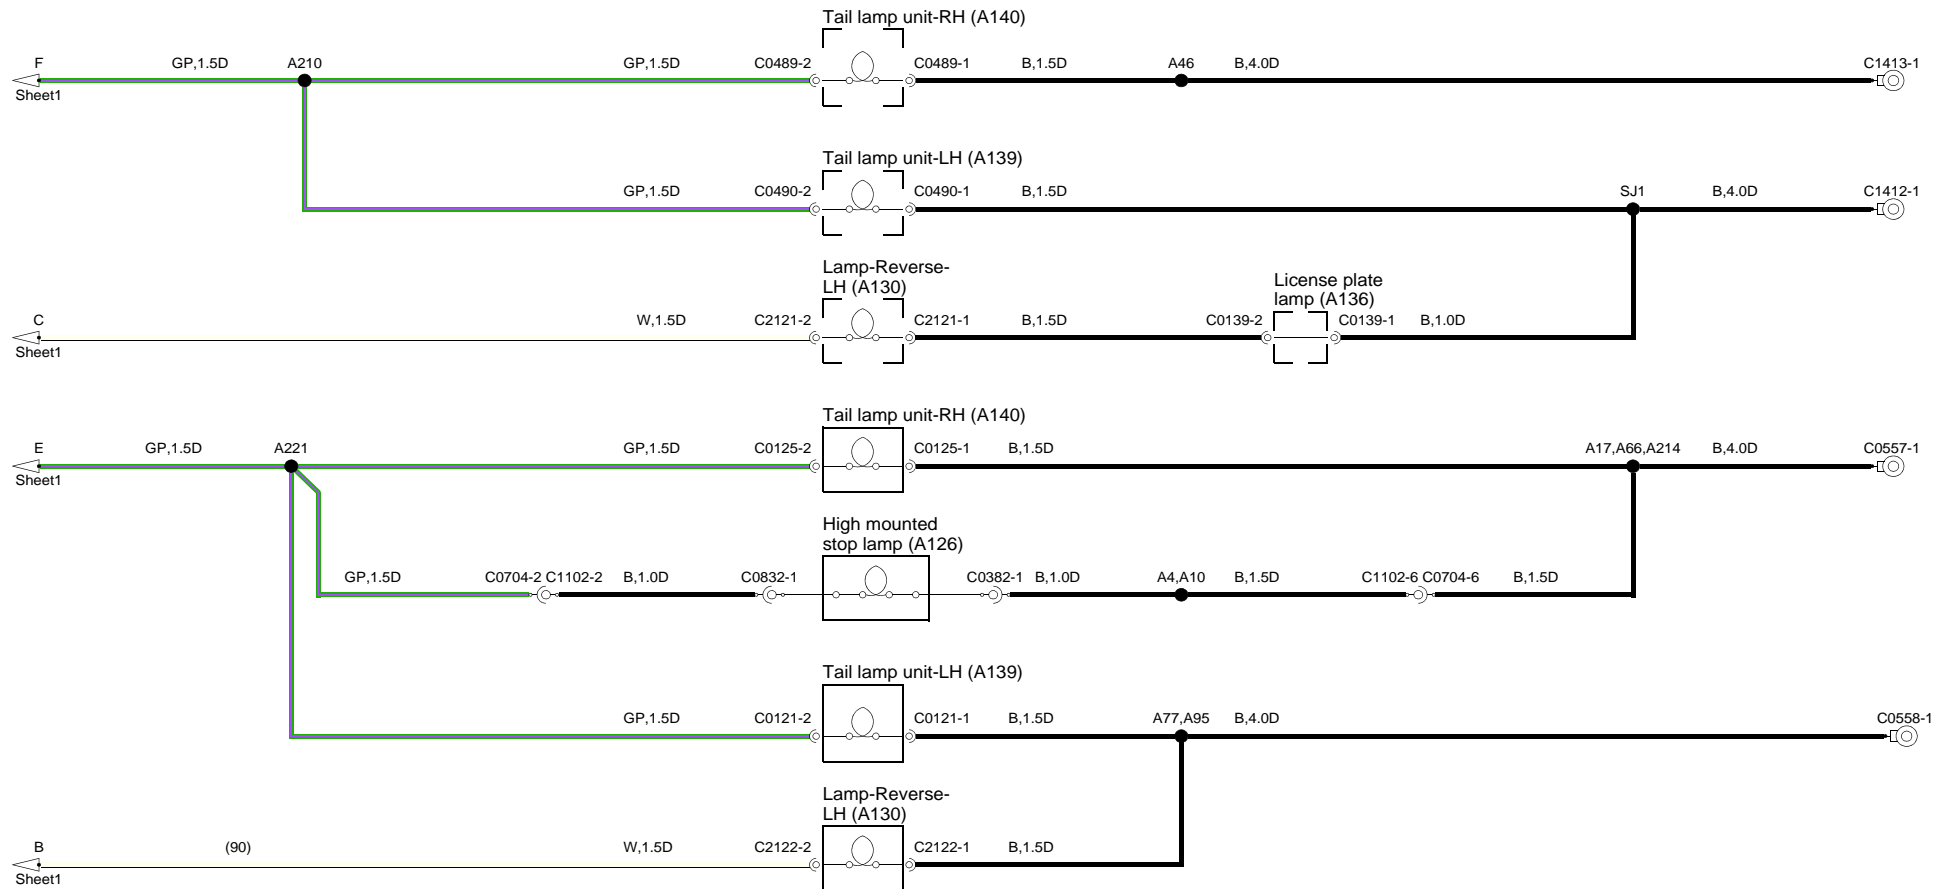 Tail lamp unit-RH (A140)
F GP,1.5D A210 GP,1.5D C0489-2 C0489-1 B,1.5D A46 B,4.0D C1413-1
Sheet1
Tail lamp unit-LH (A139)
GP,1.5D C0490-2 C0490-1 B,1.5D SJ1 B,4.0D C1412-1
Lamp-Reverse-
LH (A130)
License plate
lamp (A136)
C W,1.5D C2121-2 C2121-1 B,1.5D C0139-2 C0139-1 B,1.0D
Sheet1
Tail lamp unit-RH (A140)
E GP,1.5D A221 GP,1.5D C0125-2 C0125-1 B,1.5D A17,A66,A214 B,4.0D C0557-1
Sheet1
High mounted
stop lamp (A126)
GP,1.5D C0704-2 C1102-2 B,1.0D C0832-1 C0382-1 B,1.0D A4,A10 B,1.5D C1102-6 C0704-6 B,1.5D
Tail lamp unit-LH (A139)
GP,1.5D C0121-2 C0121-1 B,1.5D A77,A95 B,4.0D C0558-1
Lamp-Reverse-
LH (A130)
B (90) W,1.5D C2122-2 C2122-1 B,1.5D
Sheet1